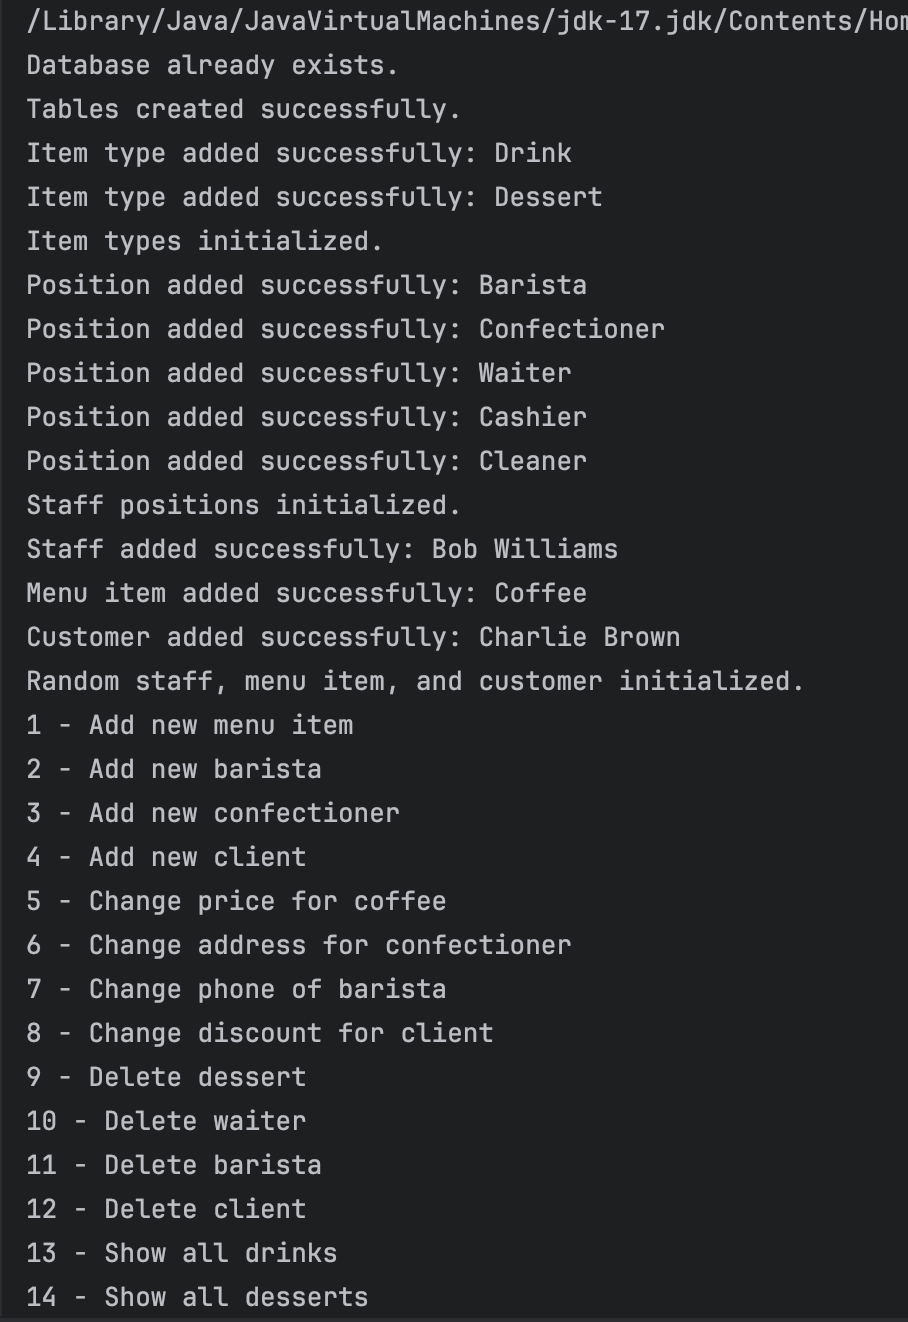 /Library/Java/JavaVirtualMachines/jdk-17.jdk/Contents/Hom
Database already exists.
Tables created successfully.
Item type added successfully: Drink
Item type added successfully: Dessert
Item types initialized.
Position added successfully: Barista
Position added successfully: Confectioner
Position added successfully: Waiter
Position added successfully: Cashier
Position added successfully: Cleaner
Staff positions initialized.
Staff added successfully: Bob Williams
Menu item added successfully: Coffee
Customer added successfully: Charlie Brown
Random staff, menu item, and customer initialized.
1 - Add new menu item
2 - Add new barista
3 - Add new confectioner
4 - Add new client
5 - Change price for coffee
6 - Change address for confectioner
7 - Change phone of barista
8 - Change discount for client
9 - Delete dessert
10 - Delete waiter
11 - Delete barista
12 - Delete client
13 - Show all drinks
14 - Show all desserts